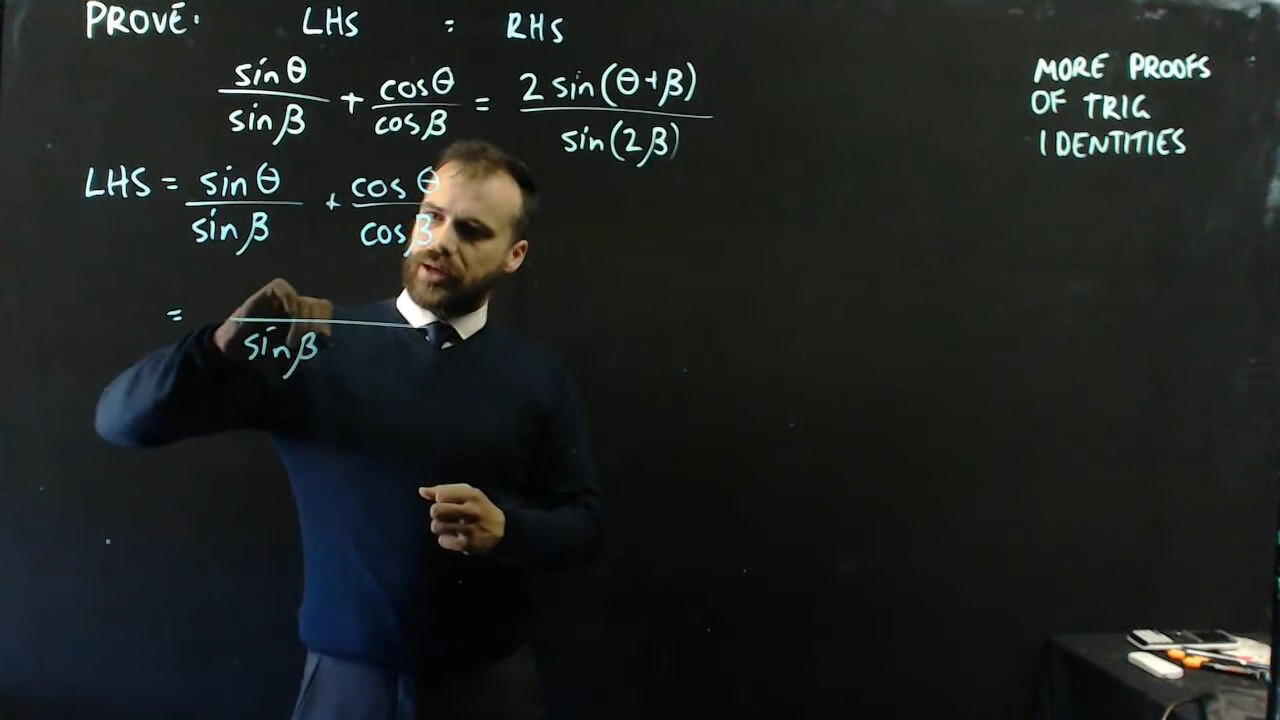 PROVE: LHS = RHS
sinθ/sinβ + cosθ/cosβ = 2 sin(θ+β)/sin(2β)
LHS = sinθ/sinβ + cosθ/cosβ
= /sinβ
MORE PROOFS
OF TRIG
IDENTITIES